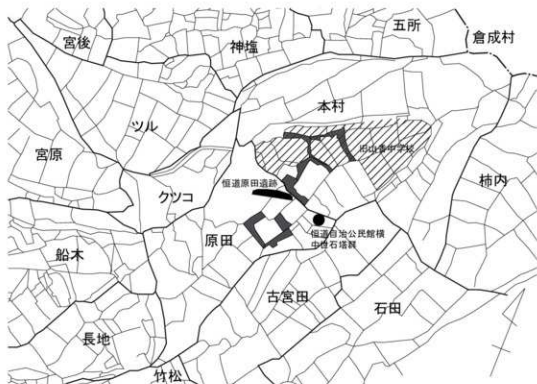 五所
倉成村
宮後
神塩
本村
ツル
旧山香中学校
宮原
柿内
恒道原田遺跡
クツコ
恒道自治公民館横
中世石塔群
原田
船木
古宮田
石田
長地
竹松